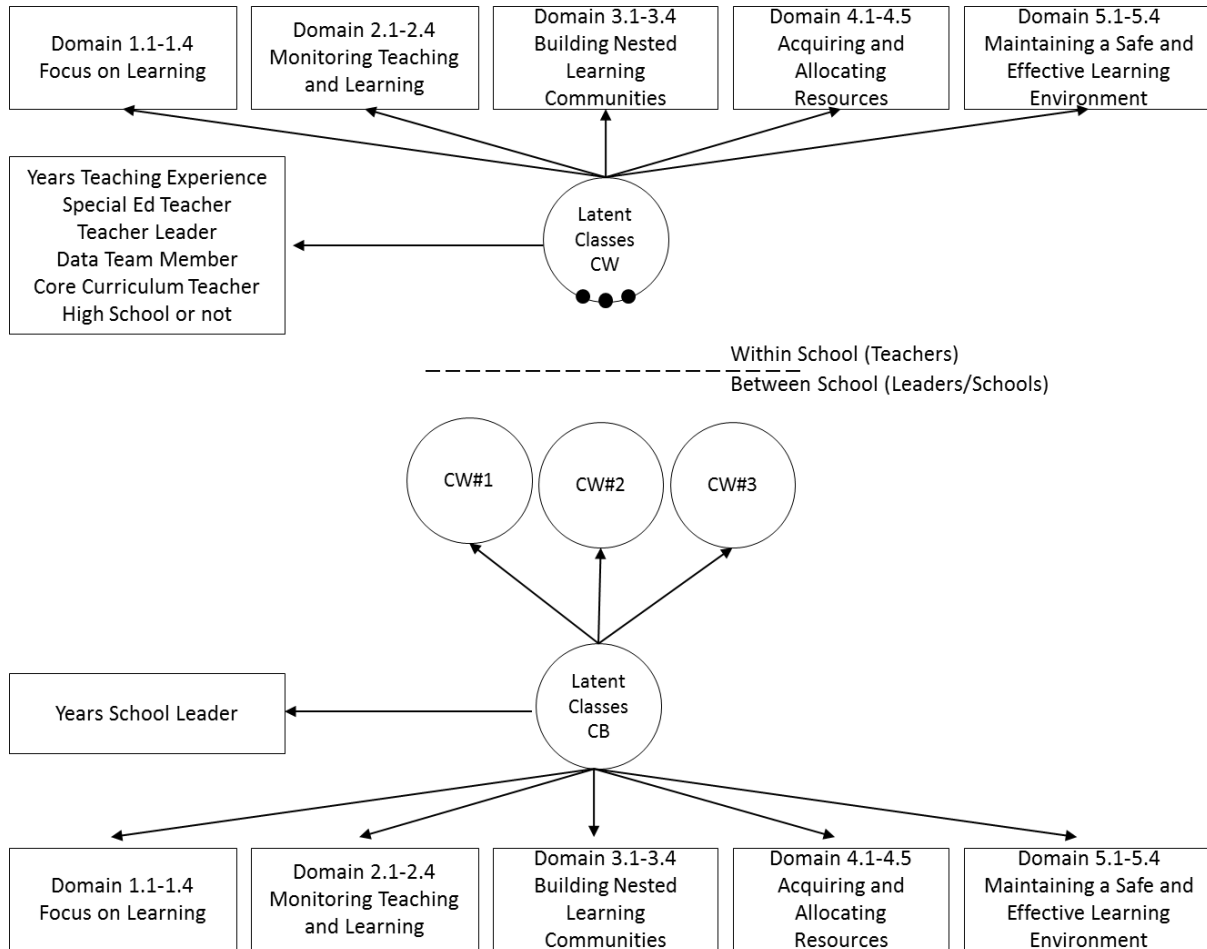 Domain 1.1-1.4
Focus on Learning
Domain 2.1-2.4
Monitoring Teaching
and Learning
Domain 3.1-3.4
Building Nested
Learning
Communities
Domain 4.1-4.5
Acquiring and
Allocating
Resources
Domain 5.1-5.4
Maintaining a Safe and
Effective Learning
Environment
Years Teaching Experience
Special Ed Teacher
Teacher Leader
Data Team Member
Core Curriculum Teacher
High School or not
Latent
Classes
CW
Within School (Teachers)
Between School (Leaders/Schools)
CW#1
CW#2
CW#3
Latent
Classes
CB
Years School Leader
Domain 1.1-1.4
Focus on Learning
Domain 2.1-2.4
Monitoring Teaching
and Learning
Domain 3.1-3.4
Building Nested
Learning
Communities
Domain 4.1-4.5
Acquiring and
Allocating
Resources
Domain 5.1-5.4
Maintaining a Safe and
Effective Learning
Environment